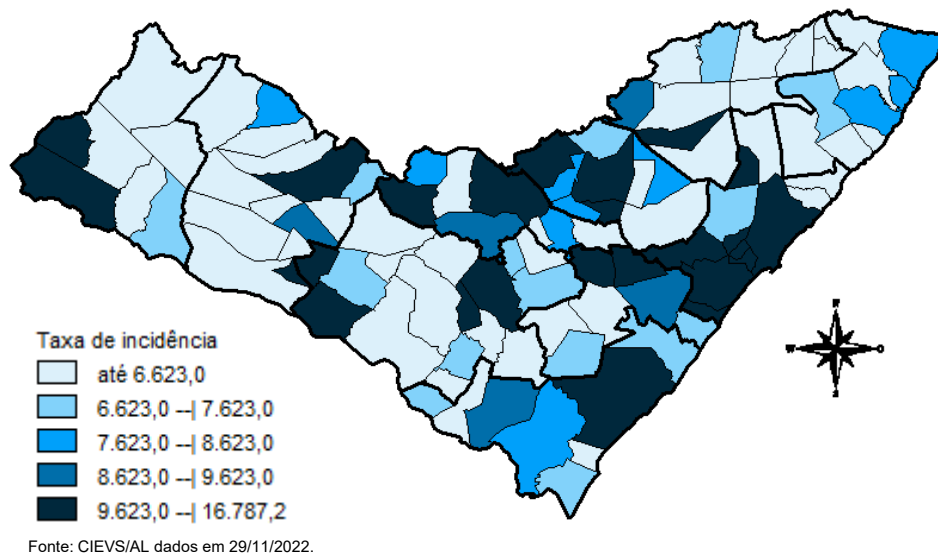 N
W
O
S
Taxa de incidência
até 6.623,0
6.623,0 --| 7.623,0
7.623,0 --| 8.623,0
8.623,0 --| 9.623,0
9.623,0 --| 16.787,2
Fonte: CIEVS/AL dados em 29/11/2022.